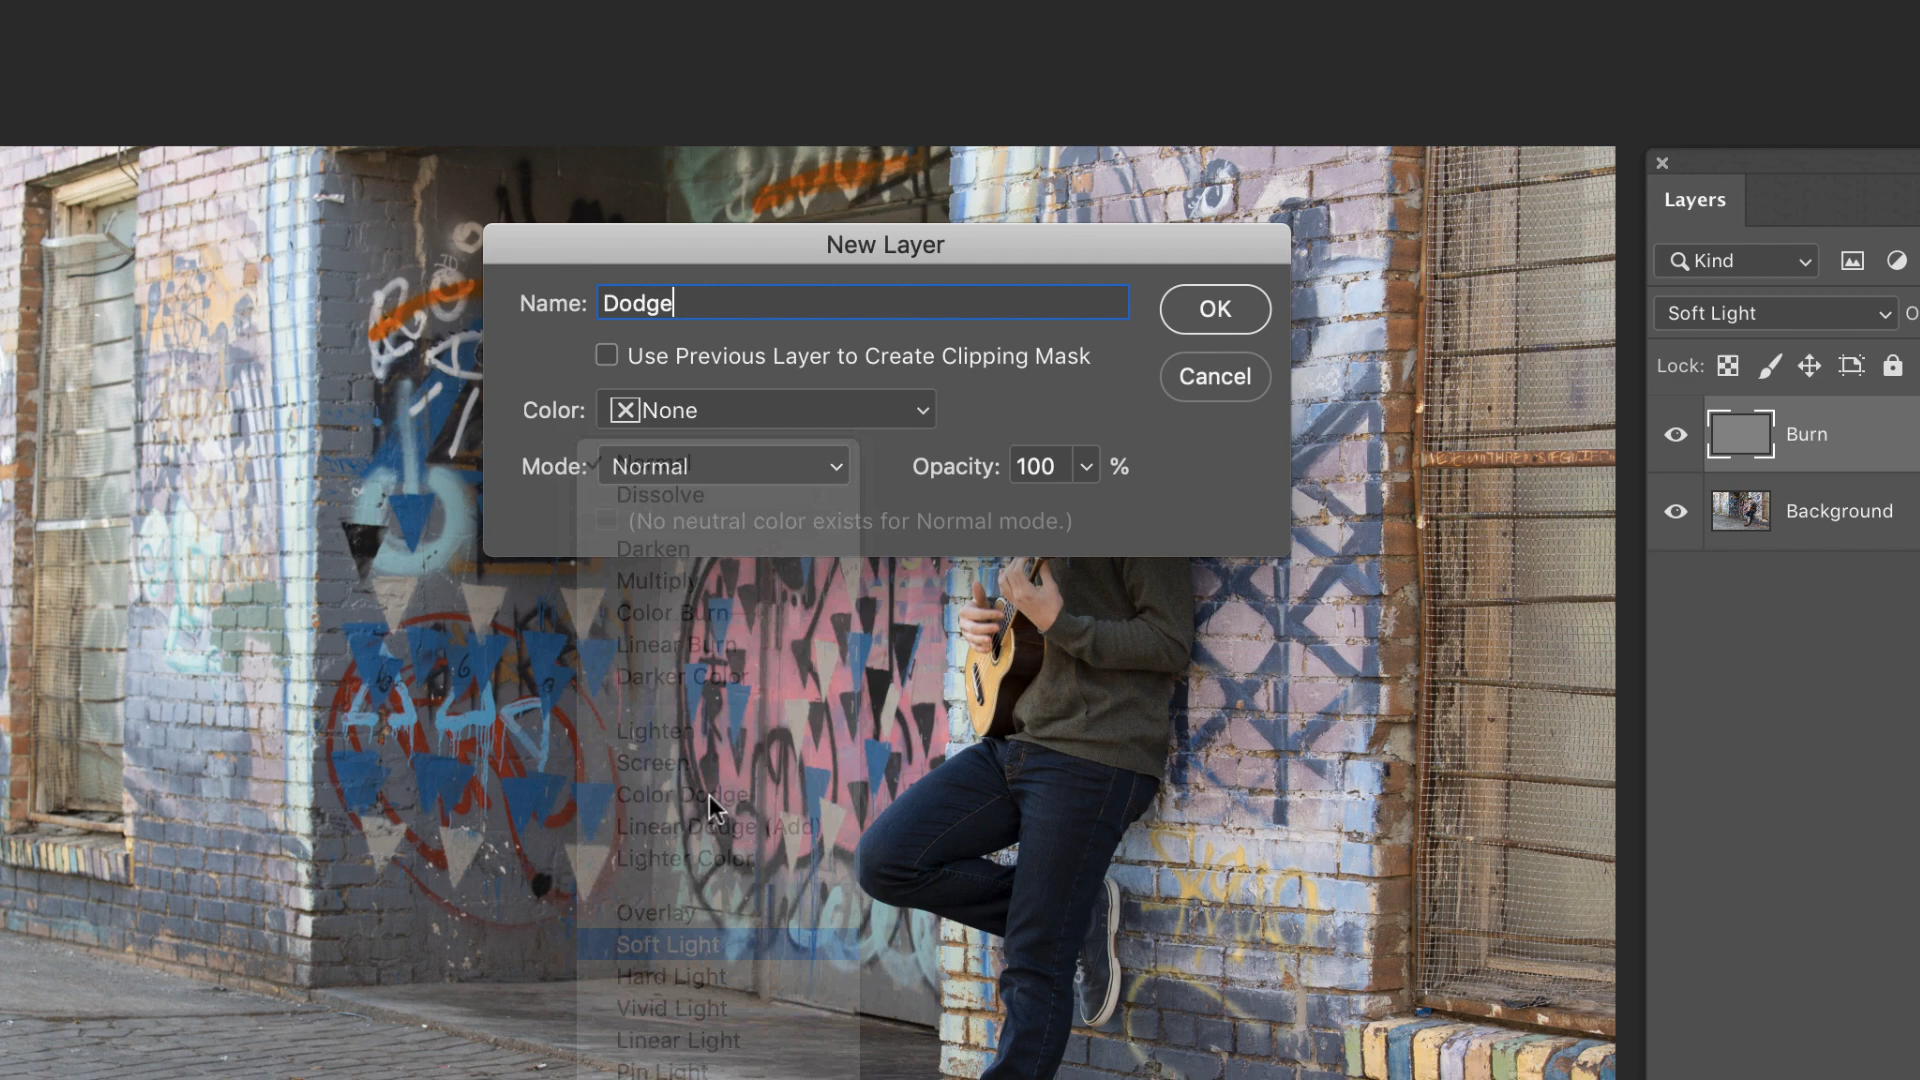 New Layer
Name: Dodge
OK
Use Previous Layer to Create Clipping Mask
Cancel
Color: None
Mode: Normal
Opacity: 100 %
(No neutral color exists for Normal mode.)
Normal
Dissolve
Darken
Multiply
Color Burn
Linear Burn
Darker Color
Lighten
Screen
Color Dodge
Linear Dodge (Add)
Lighter Color
Overlay
Soft Light
Hard Light
Vivid Light
Linear Light
Pin Light
Layers
Kind
Soft Light
Lock:
Burn
Background